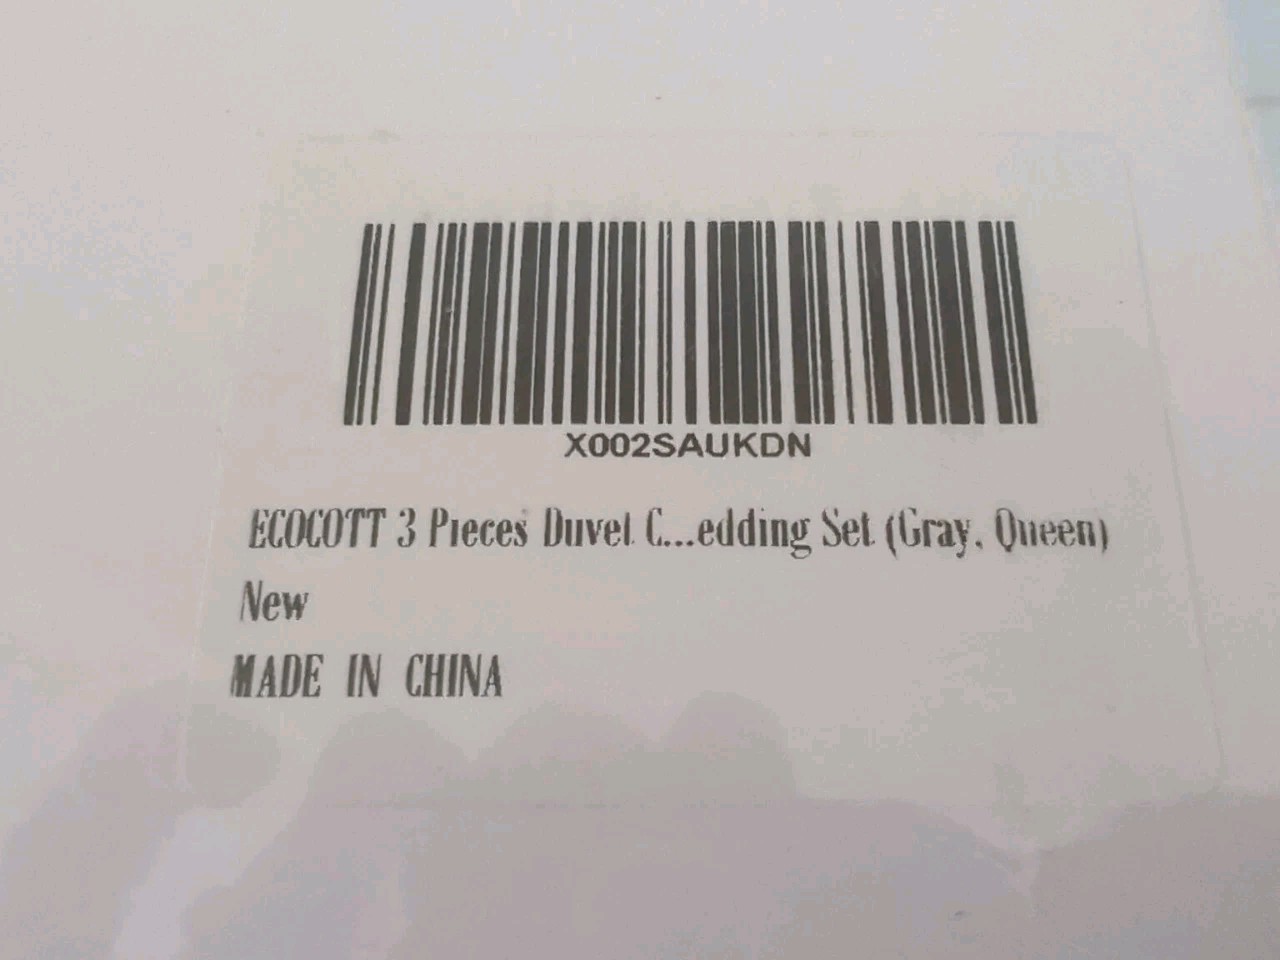 X002SAUKDN
ECOCOTT 3 Pieces Duvet C...edding Set (Gray, Queen)
New
MADE IN CHINA